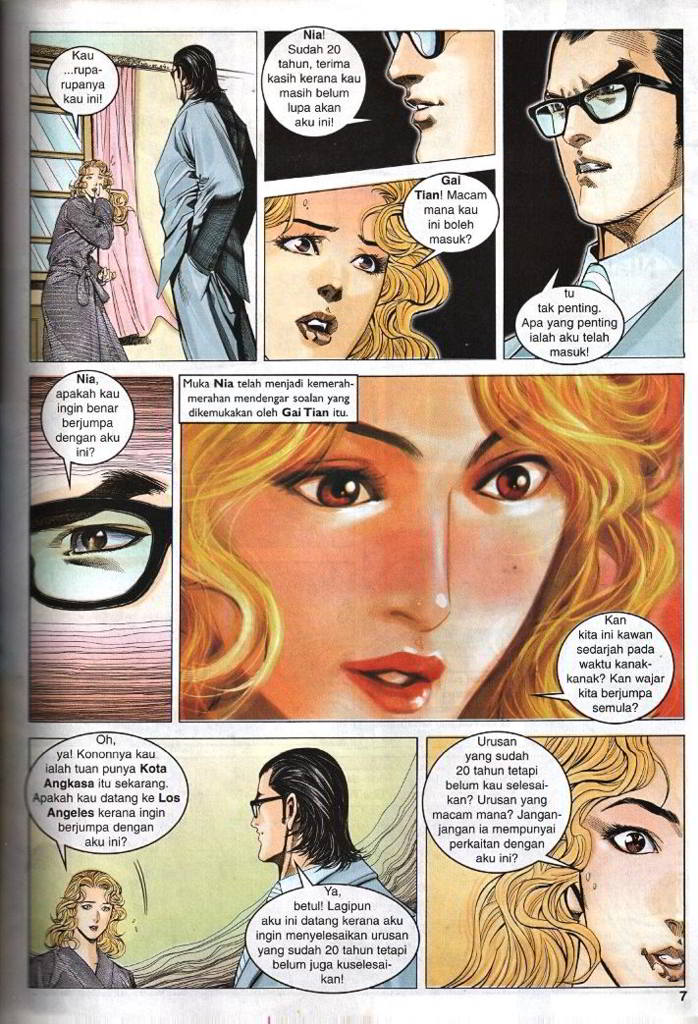 Kau
...rupa-
rupanya
kau ini!
Nia!
Sudah 20
tahun, terima
kasih kerana kau
masih belum
lupa akan
aku ini!
Gai
Tian! Macam
mana kau
ini boleh
masuk?
tu
tak penting.
Apa yang penting
ialah aku telah
masuk!
Nia,
apakah kau
ingin benar
berjumpa
dengan aku
ini?
Muka Nia telah menjadi kemerah-
merahan mendengar soalan yang
dikemukakan oleh Gai Tian itu.
Kan
kita ini kawan
sedarjah pada
waktu kanak-
kanak? Kan wajar
kita berjumpa
semula?
Oh,
ya! Kononnya kau
ialah tuan punya Kota
Angkasa itu sekarang.
Apakah kau datang ke Los
Angeles kerana ingin
berjumpa dengan
aku ini?
Ya,
betul! Lagipun
aku ini datang kerana aku
ingin menyelesaikan urusan
yang sudah 20 tahun tetapi
belum juga kuselesai-
kan!
Urusan
yang sudah
20 tahun tetapi
belum kau selesai-
kan? Urusan yang
macam mana? Jangan-
jangan ia mempunyai
perkaitan dengan
aku ini?
7